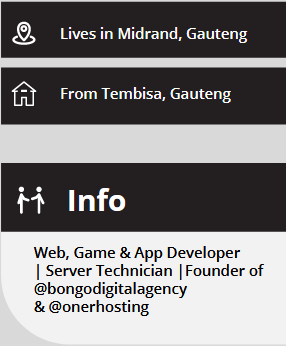 Lives in Midrand, Gauteng
From Tembisa, Gauteng
Info
Web, Game & App Developer
| Server Technician |Founder of
@bongodigitalagency
& @onerhosting